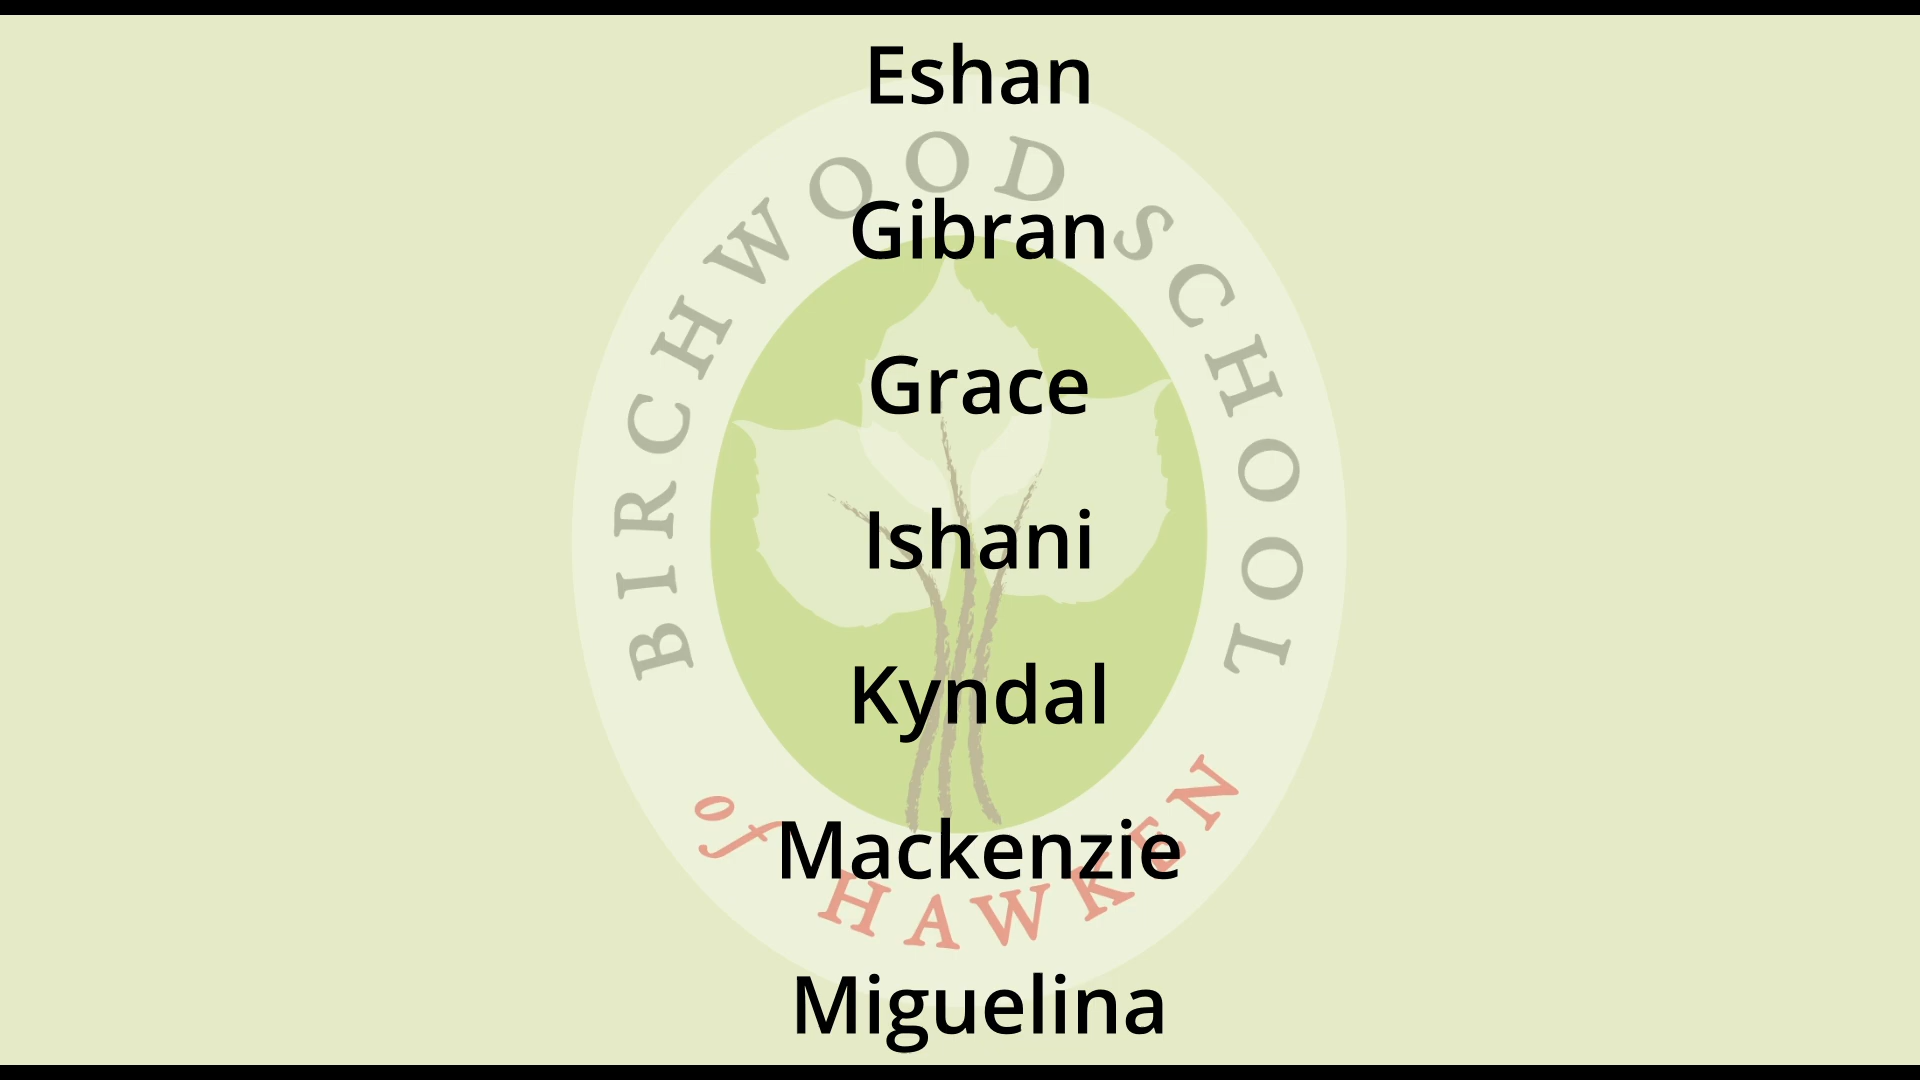 Eshan
BIRCHWOOD SCHOOL
Gibran
Grace
Ishani
Kyndal
Mackenzie
of HAWKEN
Miguelina